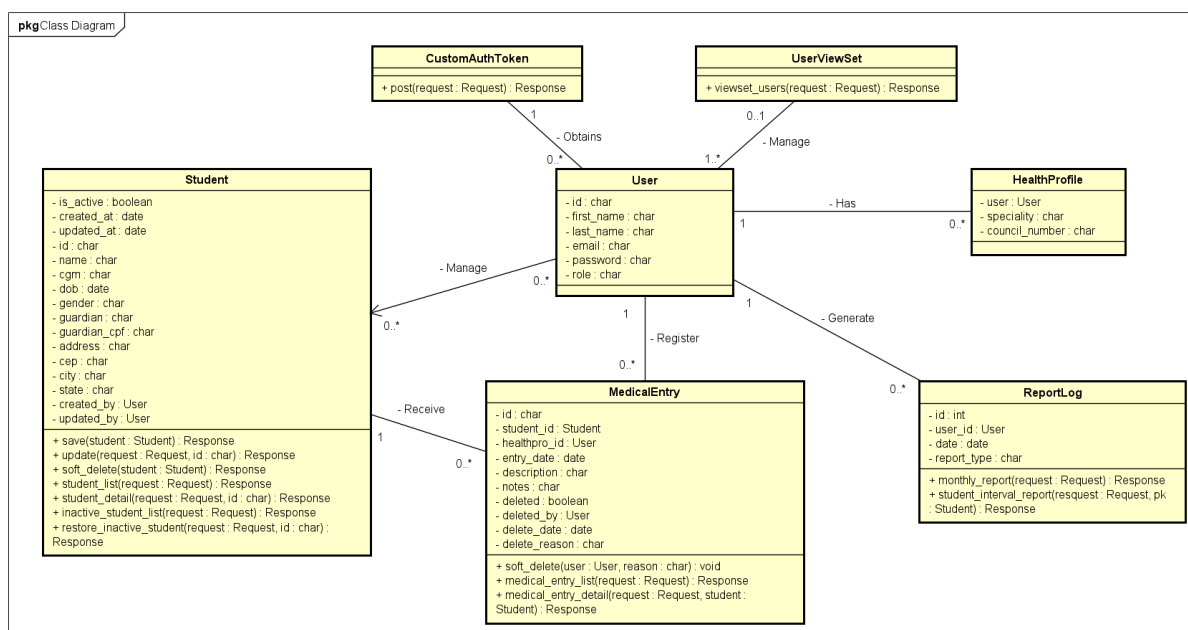 pkg Class Diagram
CustomAuthToken
+ post(request : Request) : Response
UserViewSet
+ viewset_users(request : Request) : Response
1
- Obtains
0..*
0..1
- Manage
1..*
Student
- is_active : boolean
- created_at : date
- updated_at : date
- id : char
- name : char
- cgm : char
- dob : date
- gender : char
- guardian : char
- guardian_cpf : char
- address : char
- cep : char
- city : char
- state : char
- created_by : User
- updated_by : User
+ save(student : Student) : Response
+ update(request : Request, id : char) : Response
+ soft_delete(student : Student) : Response
+ student_list(request : Request) : Response
+ student_detail(request : Request, id : char) : Response
+ inactive_student_list(request : Request) : Response
+ restore_inactive_student(request : Request, id : char) :
Response
User
- id : char
- first_name : char
- last_name : char
- email : char
- password : char
- role : char
HealthProfile
- user : User
- speciality : char
- council_number : char
- Has
1
0..*
- Manage
0..*
0..*
1
- Register
0..*
1
- Generate
0..*
- Receive
1
0..*
MedicalEntry
- id : char
- student_id : Student
- healthpro_id : User
- entry_date : date
- description : char
- notes : char
- deleted : boolean
- deleted_by : User
- delete_date : date
- delete_reason : char
+ soft_delete(user : User, reason : char) : void
+ medical_entry_list(request : Request) : Response
+ medical_entry_detail(request : Request, student :
Student) : Response
ReportLog
- id : int
- user_id : User
- date : date
- report_type : char
+ monthly_report(request : Request) : Response
+ student_interval_report(resquest : Request, pk
: Student) : Response